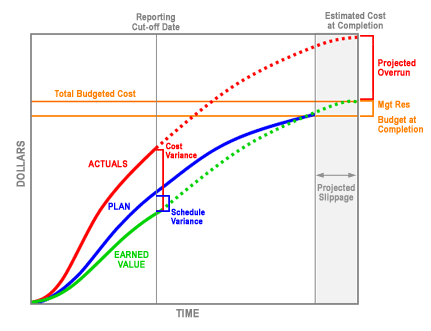 Reporting
Cut-off Date
Estimated Cost
at Completion
Projected
Overrun
Total Budgeted Cost
Mgt Res
Budget at
Completion
Cost
Variance
ACTUALS
DOLLARS
PLAN
Projected
Slippage
Schedule
Variance
EARNED
VALUE
TIME